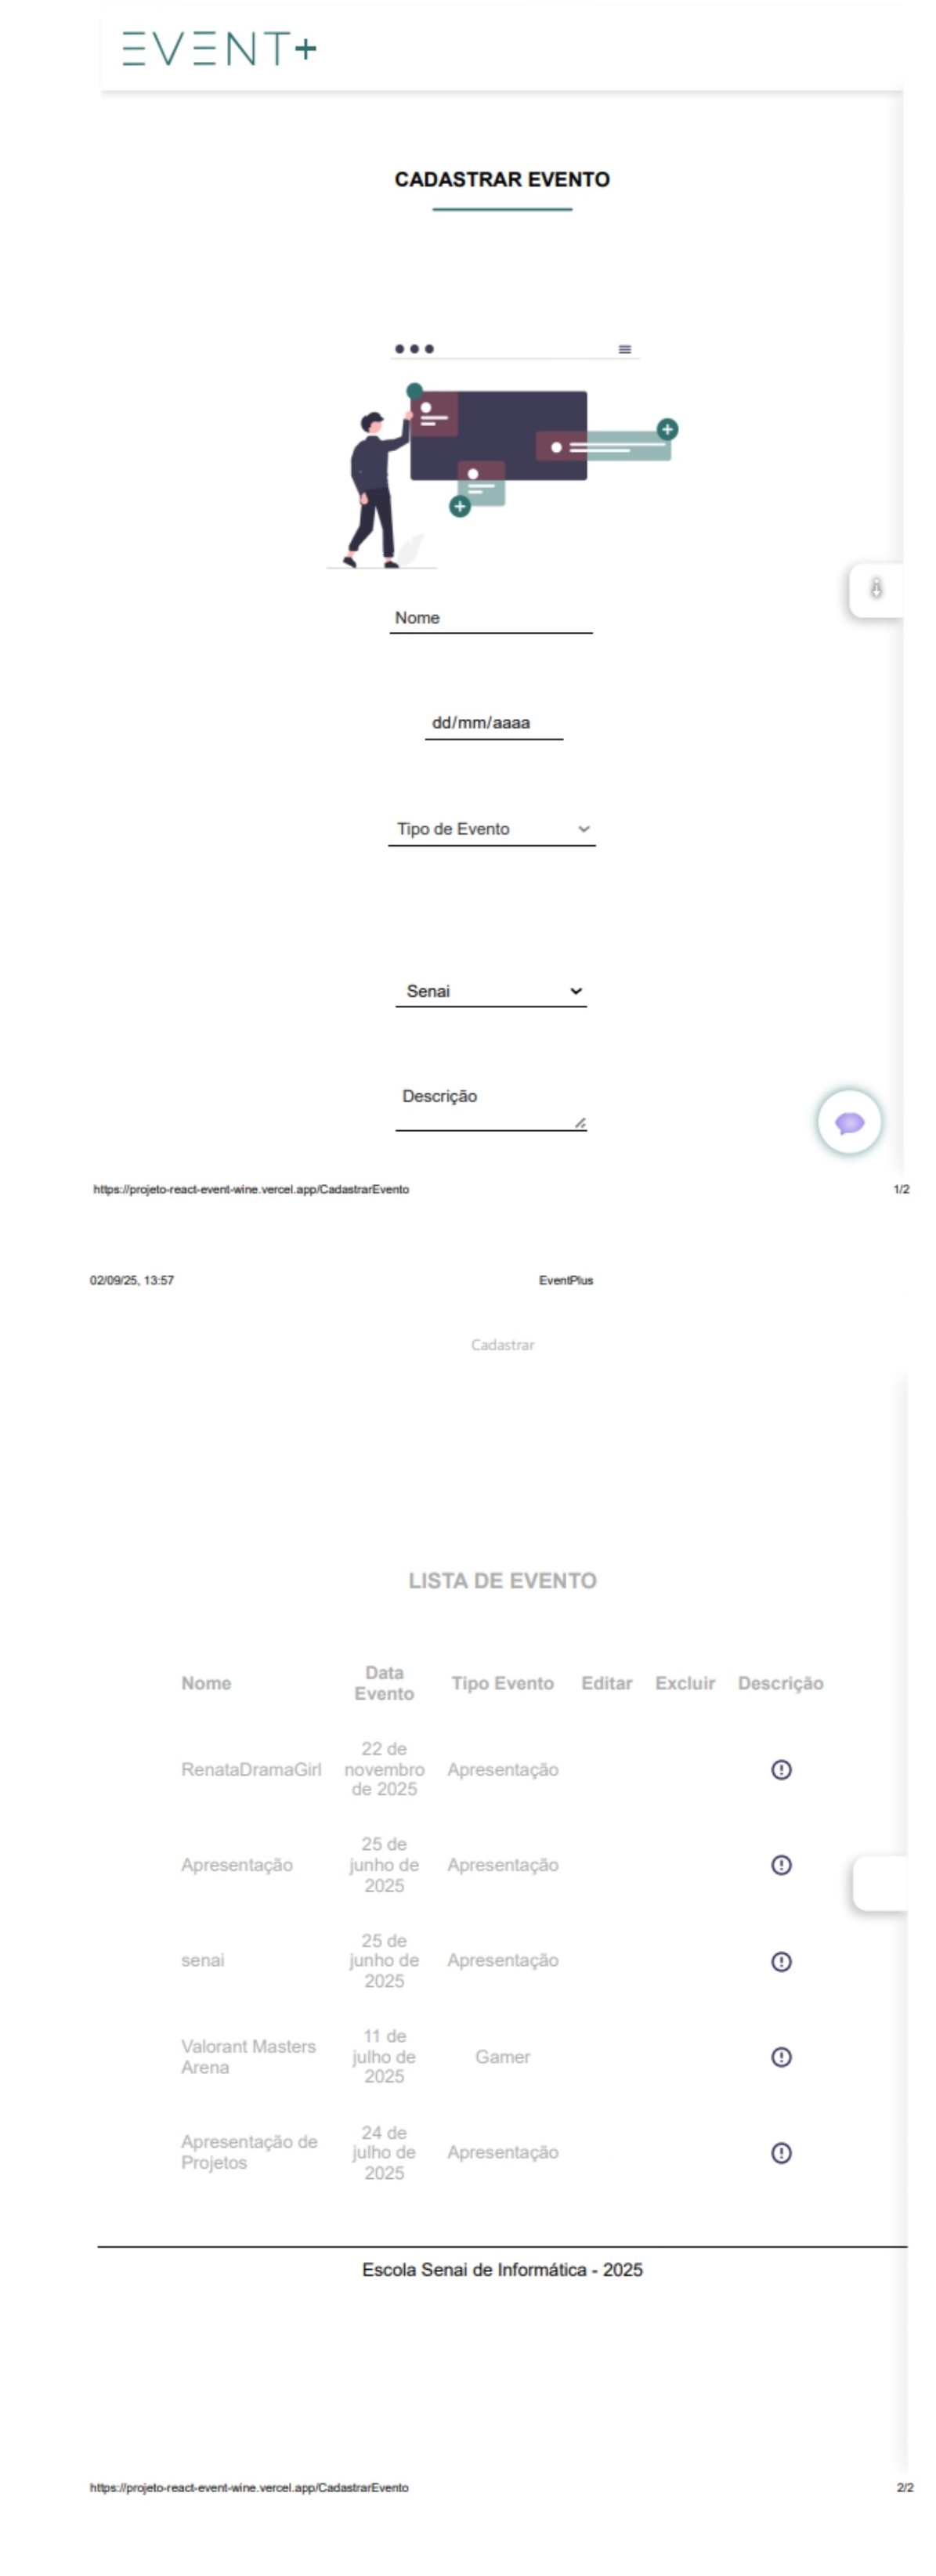 EVENT+
CADASTRAR EVENTO
Nome
dd/mm/aaaa
Tipo de Evento
Senai
Descrição
https://projeto-react-event-wine.vercel.app/CadastrarEvento
1/2
02/09/25, 13:57
EventPlus
Cadastrar
LISTA DE EVENTO
Nome
Data
Evento
Tipo Evento
Editar
Excluir
Descrição
RenataDramaGirl
22 de
novembro
de 2025
Apresentação
Apresentação
25 de
junho de
2025
Apresentação
senai
25 de
junho de
2025
Apresentação
Valorant Masters
Arena
11 de
julho de
2025
Gamer
Apresentação de
Projetos
24 de
julho de
2025
Apresentação
Escola Senai de Informática - 2025
https://projeto-react-event-wine.vercel.app/CadastrarEvento
2/2